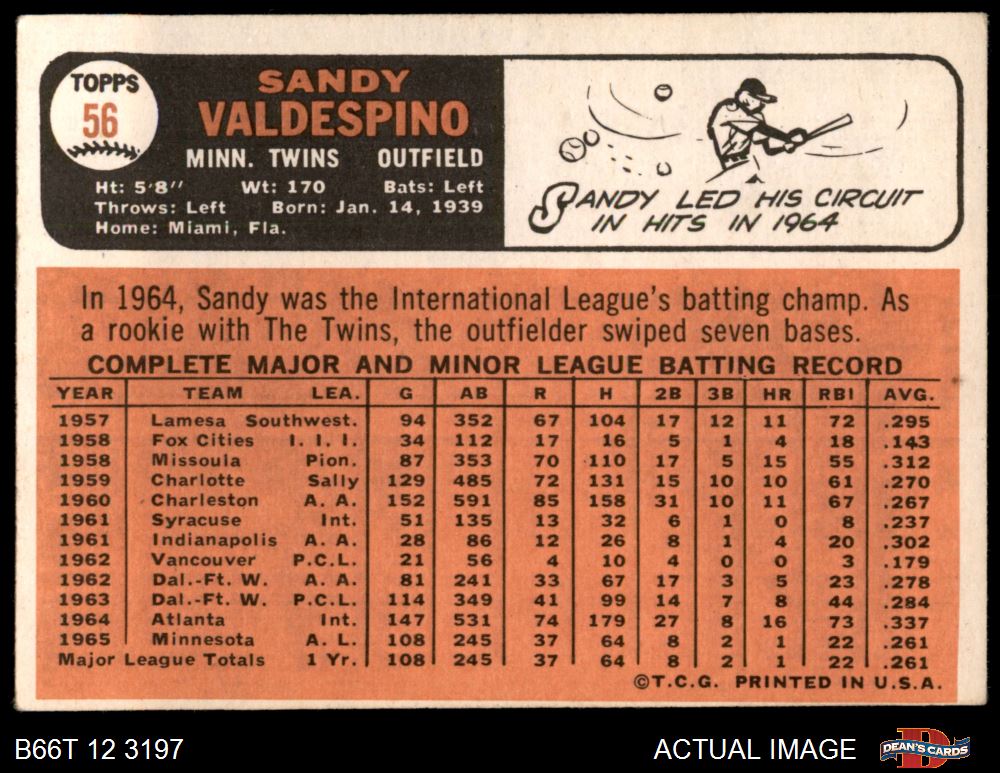 TOPPS
56
SANDY
VALDESPINO
MINN. TWINS OUTFIELD
Ht: 5'8" Wt: 170 Bats: Left
Throws: Left Born: Jan. 14, 1939
Home: Miami, Fla.
SANDY LED HIS CIRCUIT
IN HITS IN 1964
In 1964, Sandy was the International League's batting champ. As
a rookie with The Twins, the outfielder swiped seven bases.
COMPLETE MAJOR AND MINOR LEAGUE BATTING RECORD
YEAR TEAM LEA. G AB R H 2B 3B HR RBI AVG.
1957 Lamesa Southwest. 94 352 67 104 17 12 11 72 .295
1958 Fox Cities I. I. I. 34 112 17 16 5 1 4 18 .143
1958 Missoula Pion. 87 353 70 110 17 5 15 55 .312
1959 Charlotte Sally 129 485 72 131 15 10 10 61 .270
1960 Charleston A. A. 152 591 85 158 31 10 11 67 .267
1961 Syracuse Int. 51 135 13 32 6 1 0 8 .237
1961 Indianapolis A. A. 28 86 12 26 8 1 4 20 .302
1962 Vancouver P.C.L. 21 56 4 10 4 0 0 3 .179
1962 Dal.-Ft. W. A. A. 81 241 33 67 17 3 5 23 .278
1963 Dal.-Ft. W. P.C.L. 114 349 41 99 14 7 8 44 .284
1964 Atlanta Int. 147 531 74 179 27 8 16 73 .337
1965 Minnesota A. L. 108 245 37 64 8 2 1 22 .261
Major League Totals 1 Yr. 108 245 37 64 8 2 1 22 .261
©T.C.G. PRINTED IN U.S.A.
B66T 12 3197 ACTUAL IMAGE DEAN'S CARDS